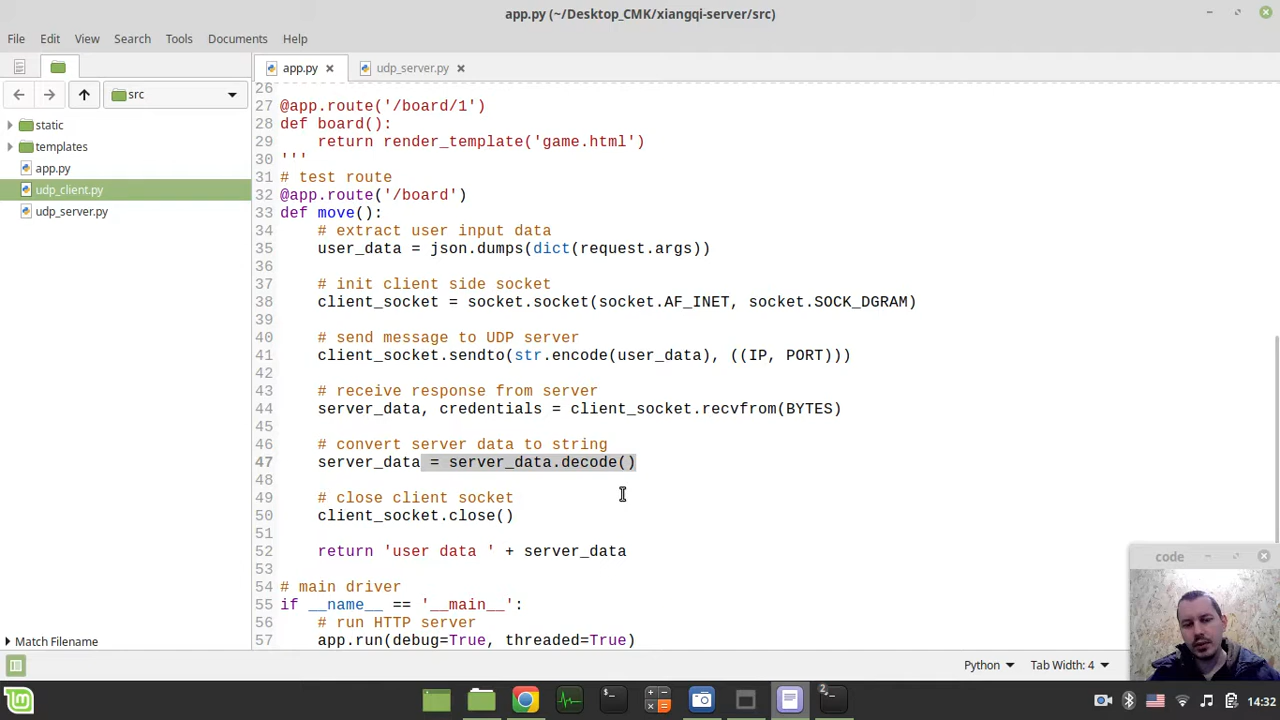 app.py (~/Desktop_CMK/xiangqi-server/src)
File Edit View Search Tools Documents Help
app.py
udp_server.py
src
static
templates
app.py
udp_client.py
udp_server.py
26
27 @app.route('/board/1')
28 def board():
29     return render_template('game.html')
30 '''
31 # test route
32 @app.route('/board')
33 def move():
34     # extract user input data
35     user_data = json.dumps(dict(request.args))
36
37     # init client side socket
38     client_socket = socket.socket(socket.AF_INET, socket.SOCK_DGRAM)
39
40     # send message to UDP server
41     client_socket.sendto(str.encode(user_data), ((IP, PORT)))
42
43     # receive response from server
44     server_data, credentials = client_socket.recvfrom(BYTES)
45
46     # convert server data to string
47     server_data = server_data.decode()
48
49     # close client socket
50     client_socket.close()
51
52     return 'user data ' + server_data
53
54 # main driver
55 if __name__ == '__main__':
56     # run HTTP server
57     app.run(debug=True, threaded=True)
code
Match Filename
Python Tab Width: 4
2
14:32